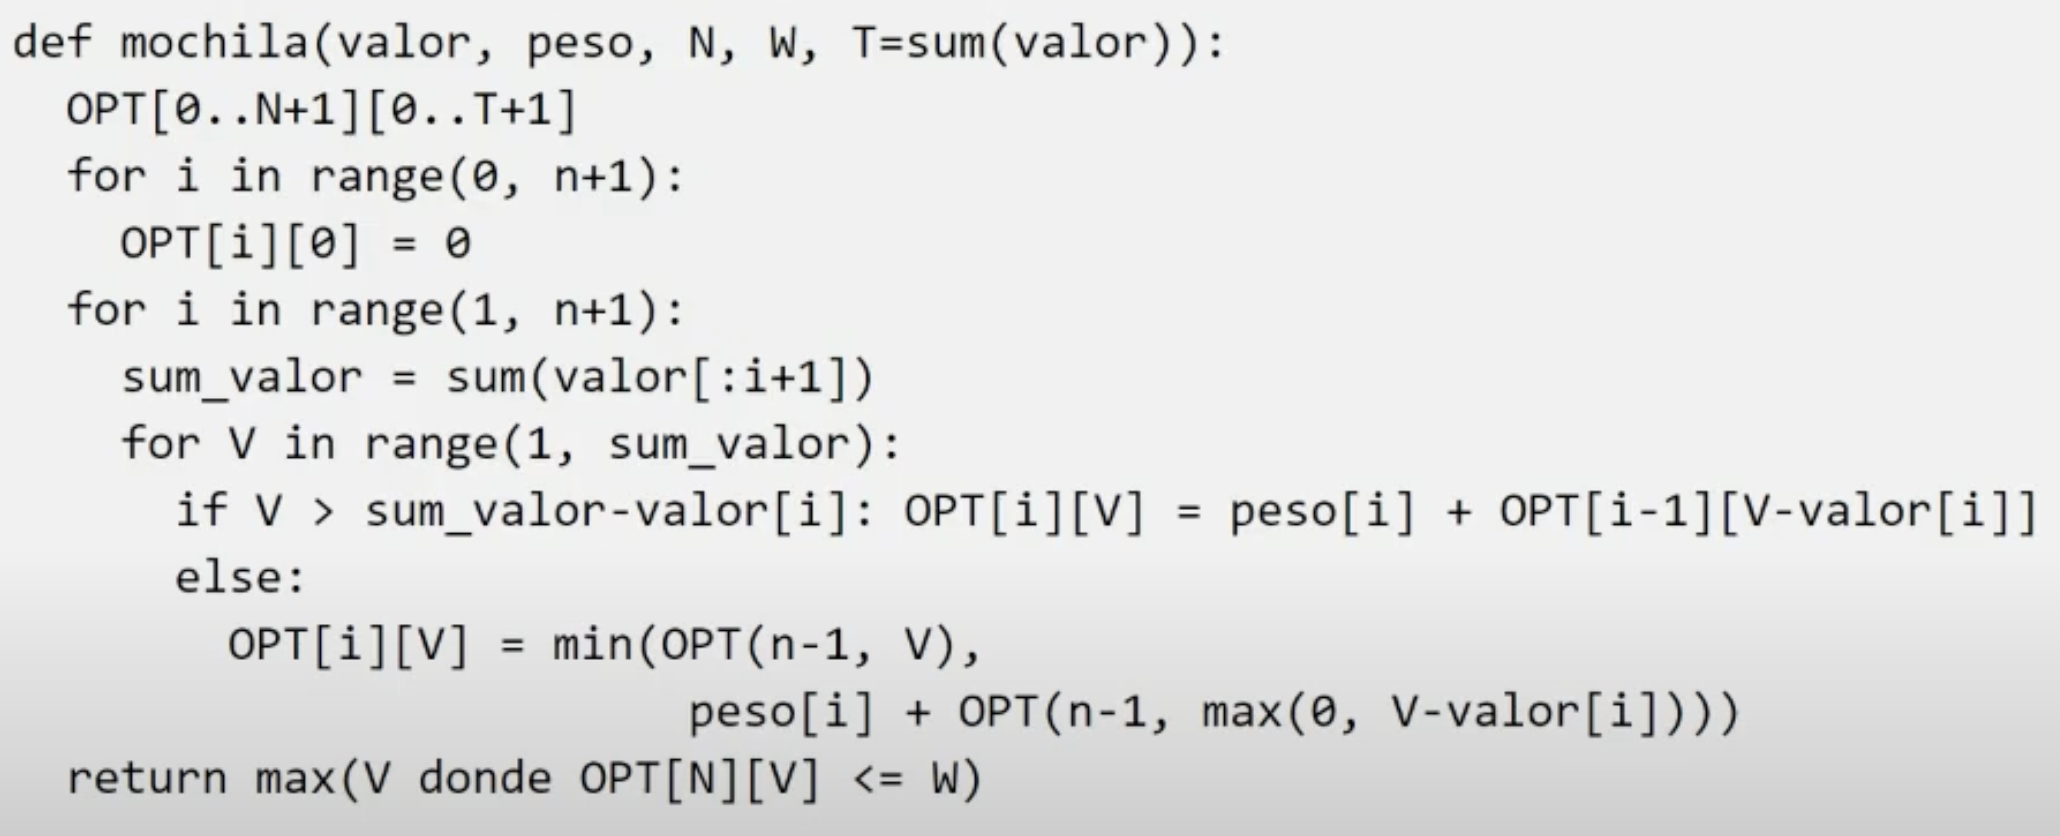 def mochila(valor, peso, N, W, T=sum(valor)):
  OPT[0..N+1][0..T+1]
  for i in range(0, n+1):
    OPT[i][0] = 0
  for i in range(1, n+1):
    sum_valor = sum(valor[:i+1])
    for V in range(1, sum_valor):
      if V > sum_valor-valor[i]: OPT[i][V] = peso[i] + OPT[i-1][V-valor[i]]
      else:
        OPT[i][V] = min(OPT(n-1, V),
                         peso[i] + OPT(n-1, max(0, V-valor[i])))
  return max(V donde OPT[N][V] <= W)